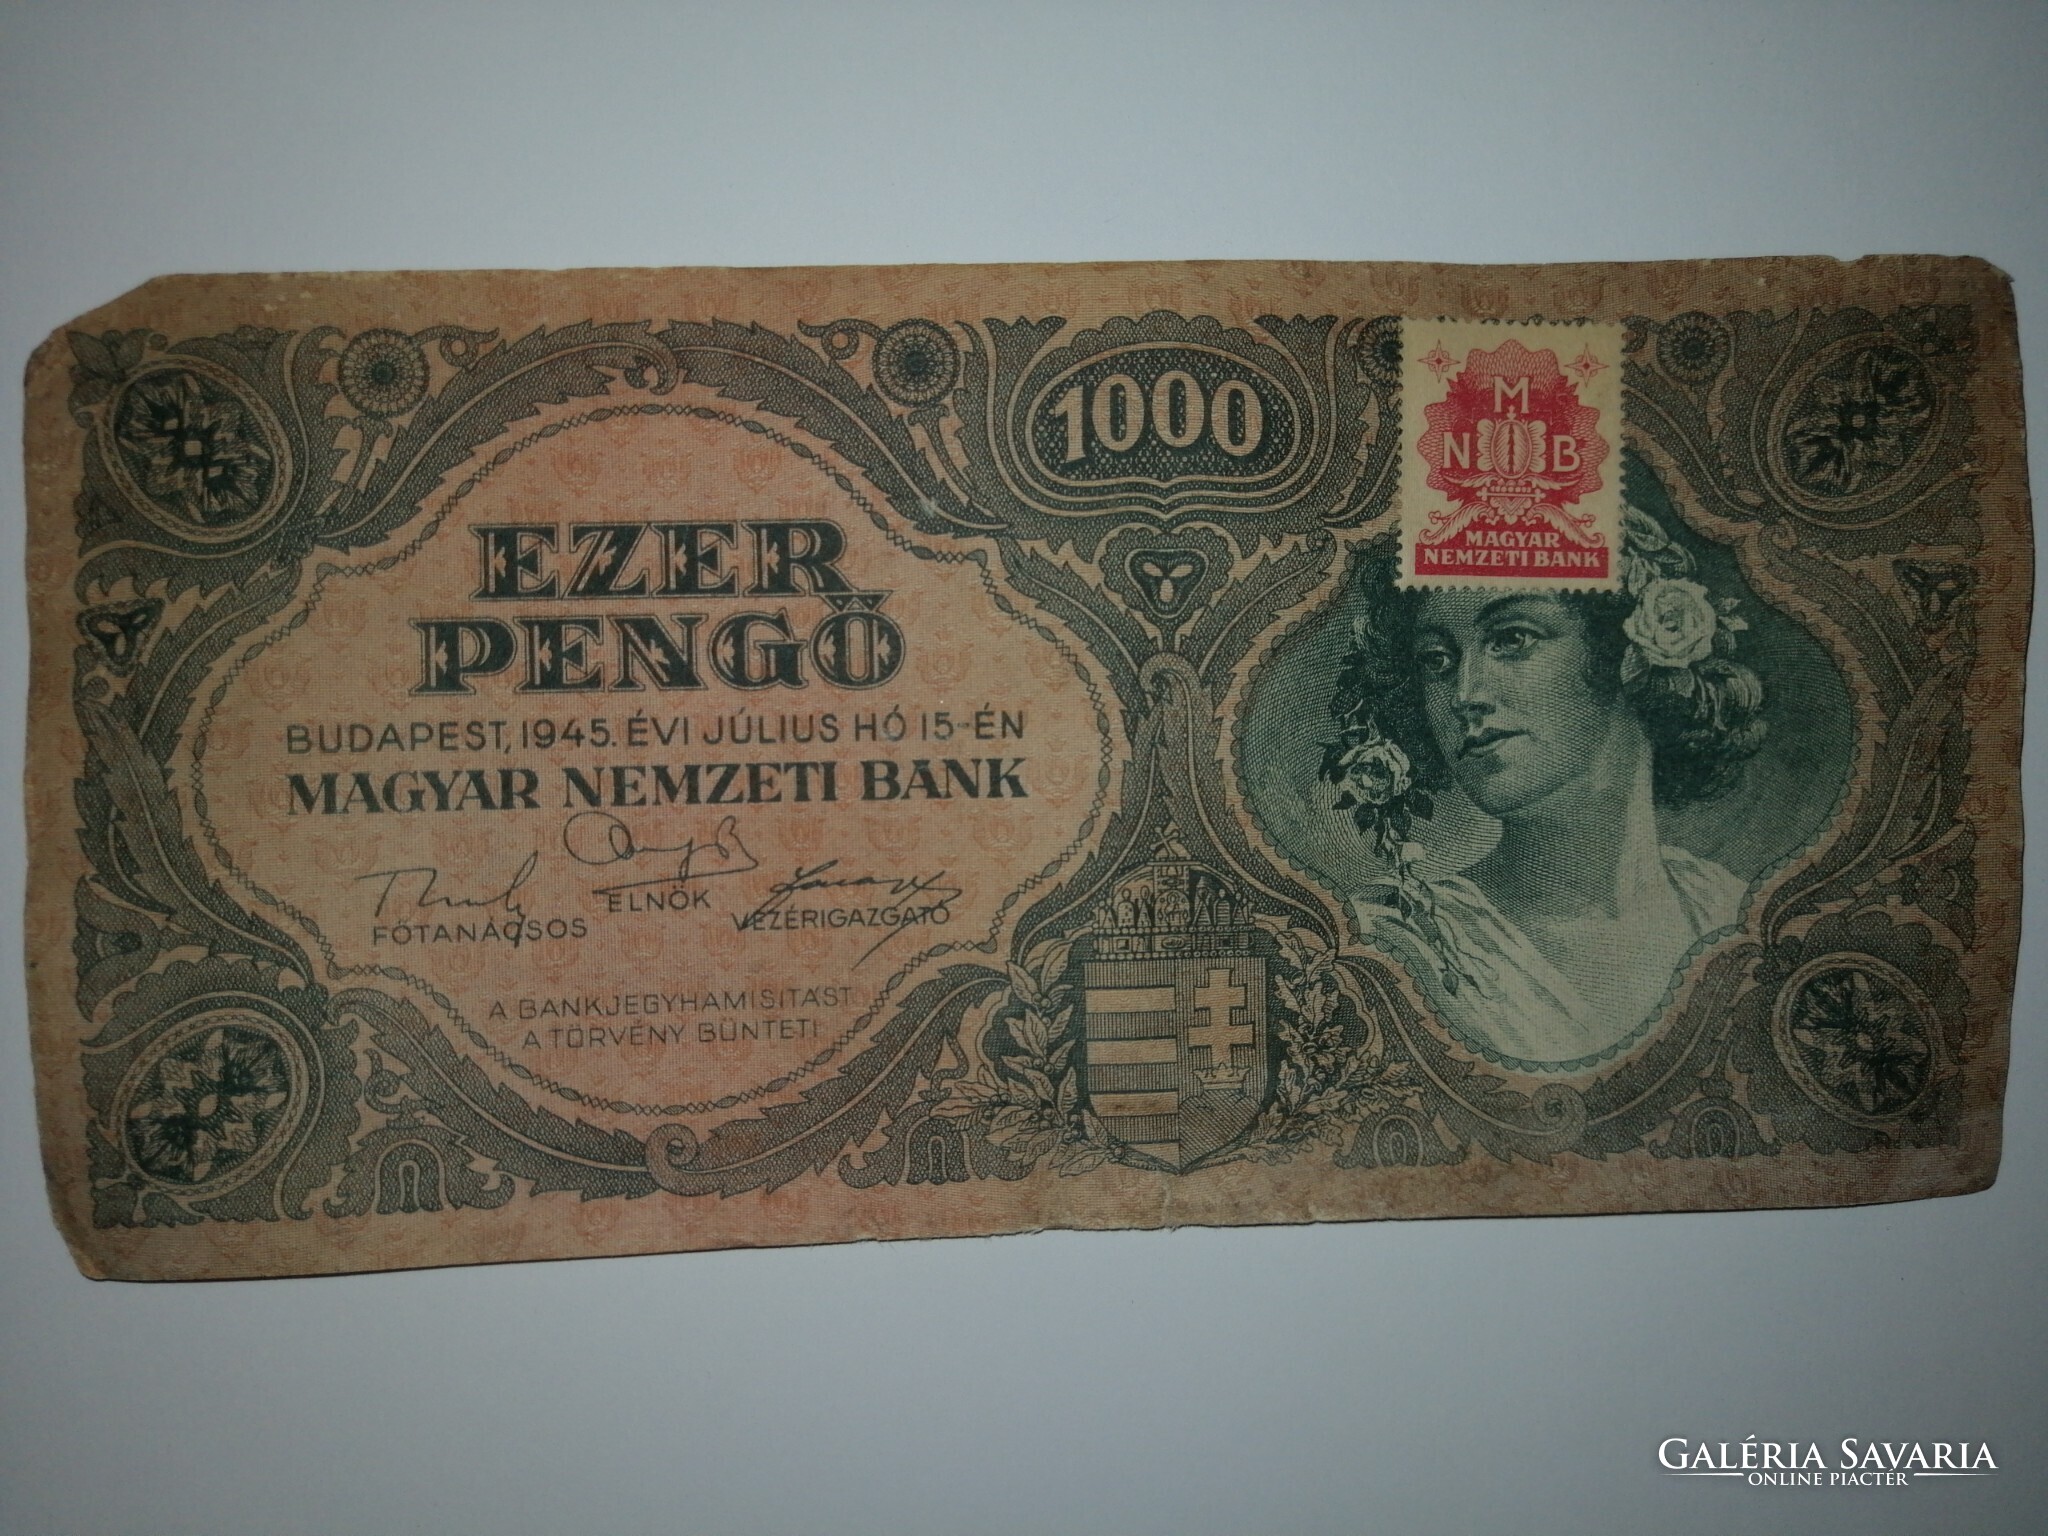 1000
M
N B
MAGYAR
NEMZETI BANK
EZER
PENGŐ
BUDAPEST, 1945. ÉVI JÚLIUS HÓ 15-ÉN
MAGYAR NEMZETI BANK
FŐTANÁCSOS
ELNÖK
VEZÉRIGAZGATÓ
A BANKJEGYHAMISITÁST
A TÖRVÉNY BÜNTETI
GALÉRIA SAVARIA
ONLINE PIACTÉR